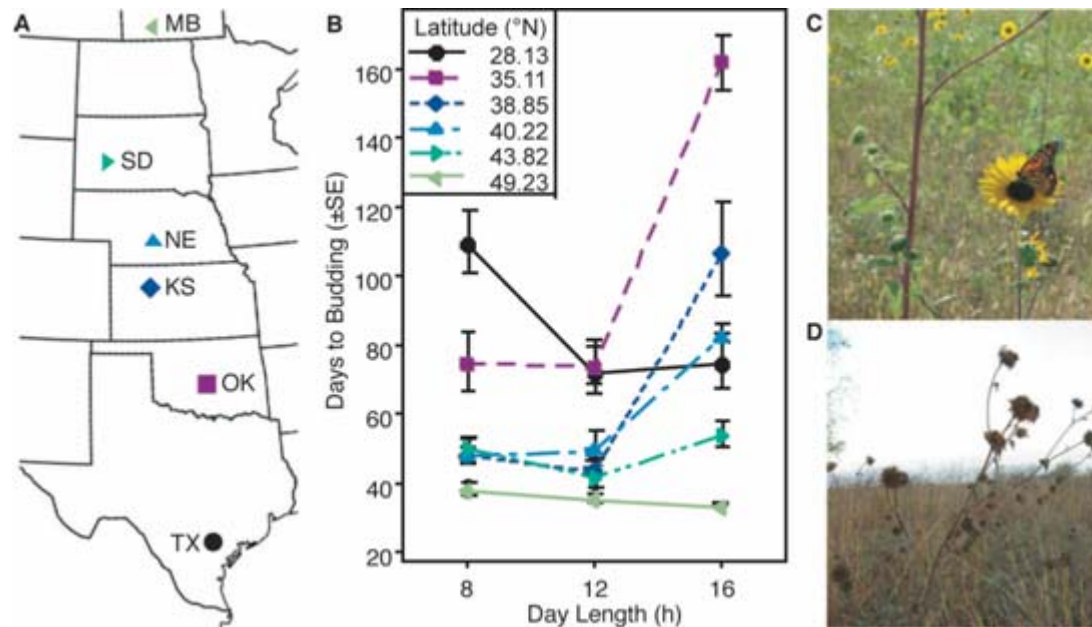 A
MB
SD
NE
KS
OK
TX
B
Latitude (°N)
28.13
35.11
38.85
40.22
43.82
49.23
Days to Budding (±SE)
160
140
120
100
80
60
40
20
8
12
16
Day Length (h)
C
D